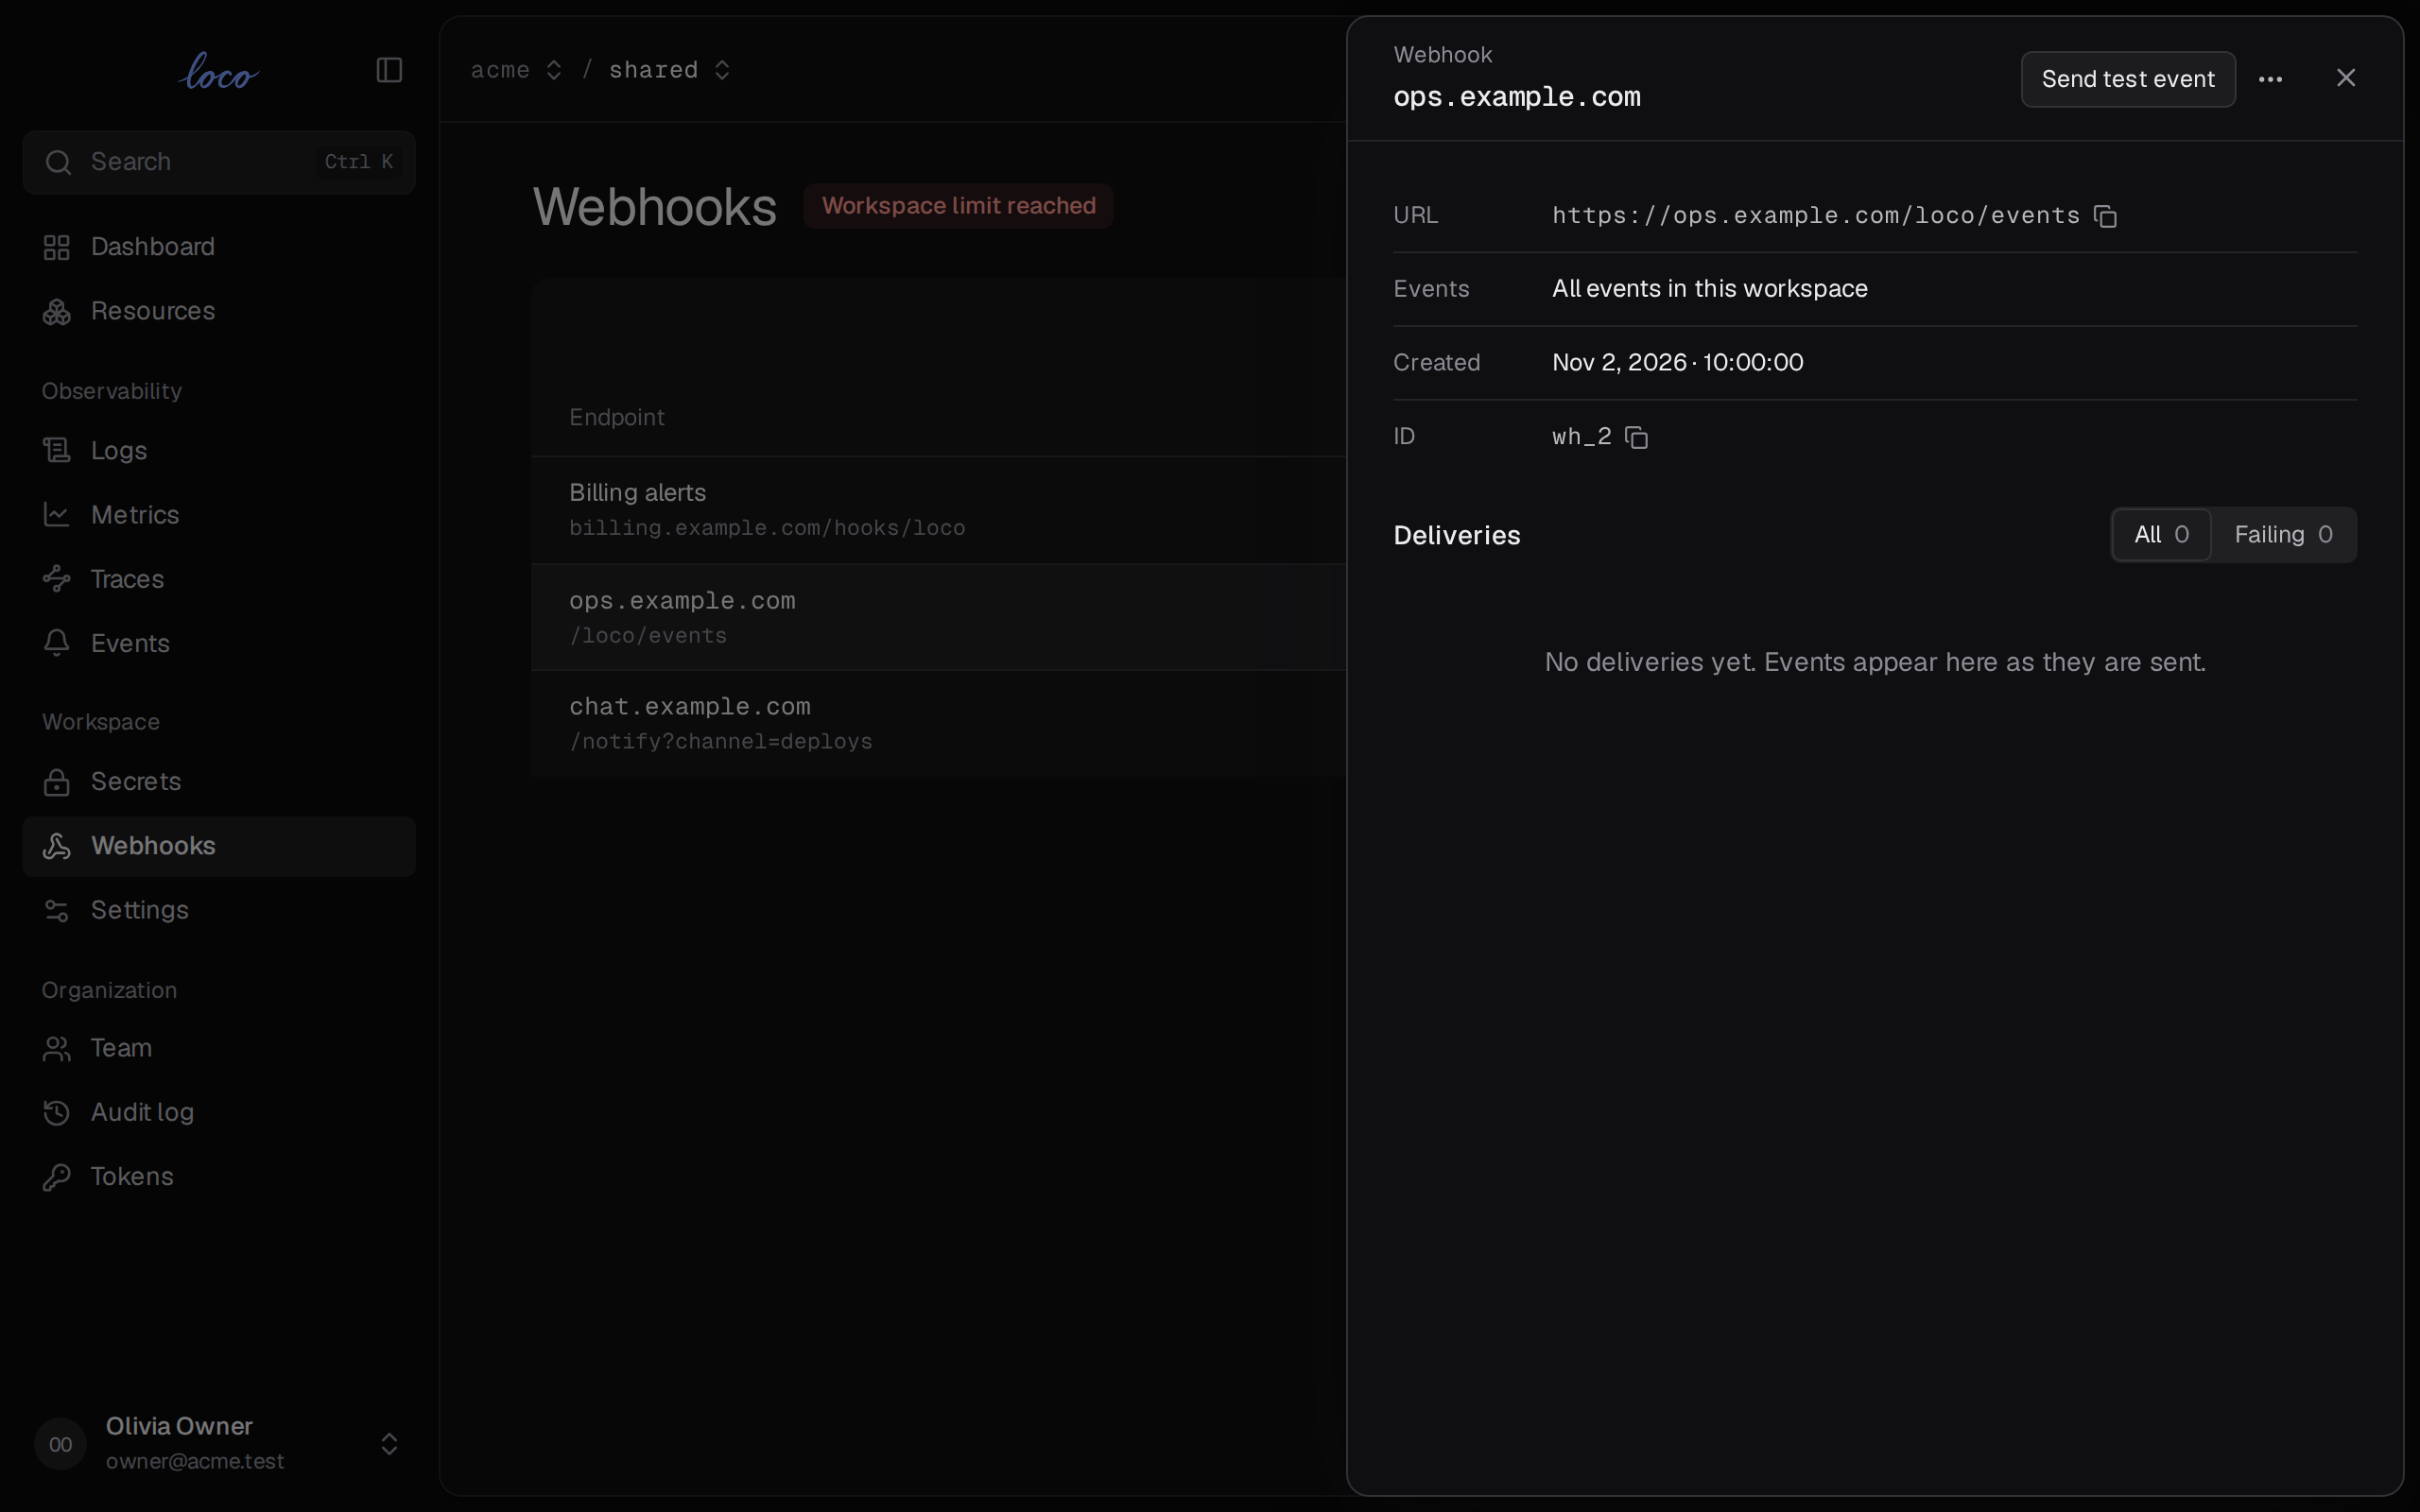 loco
Search Ctrl K
Dashboard
Resources
Observability
Logs
Metrics
Traces
Events
Workspace
Secrets
Webhooks
Settings
Organization
Team
Audit log
Tokens
OO Olivia Owner
owner@acme.test
acme / shared
Webhooks Workspace limit reached
Endpoint
Billing alerts
billing.example.com/hooks/loco
ops.example.com
/loco/events
chat.example.com
/notify?channel=deploys
Webhook
ops.example.com
Send test event
URL https://ops.example.com/loco/events
Events All events in this workspace
Created Nov 2, 2026 · 10:00:00
ID wh_2
Deliveries All 0 Failing 0
No deliveries yet. Events appear here as they are sent.